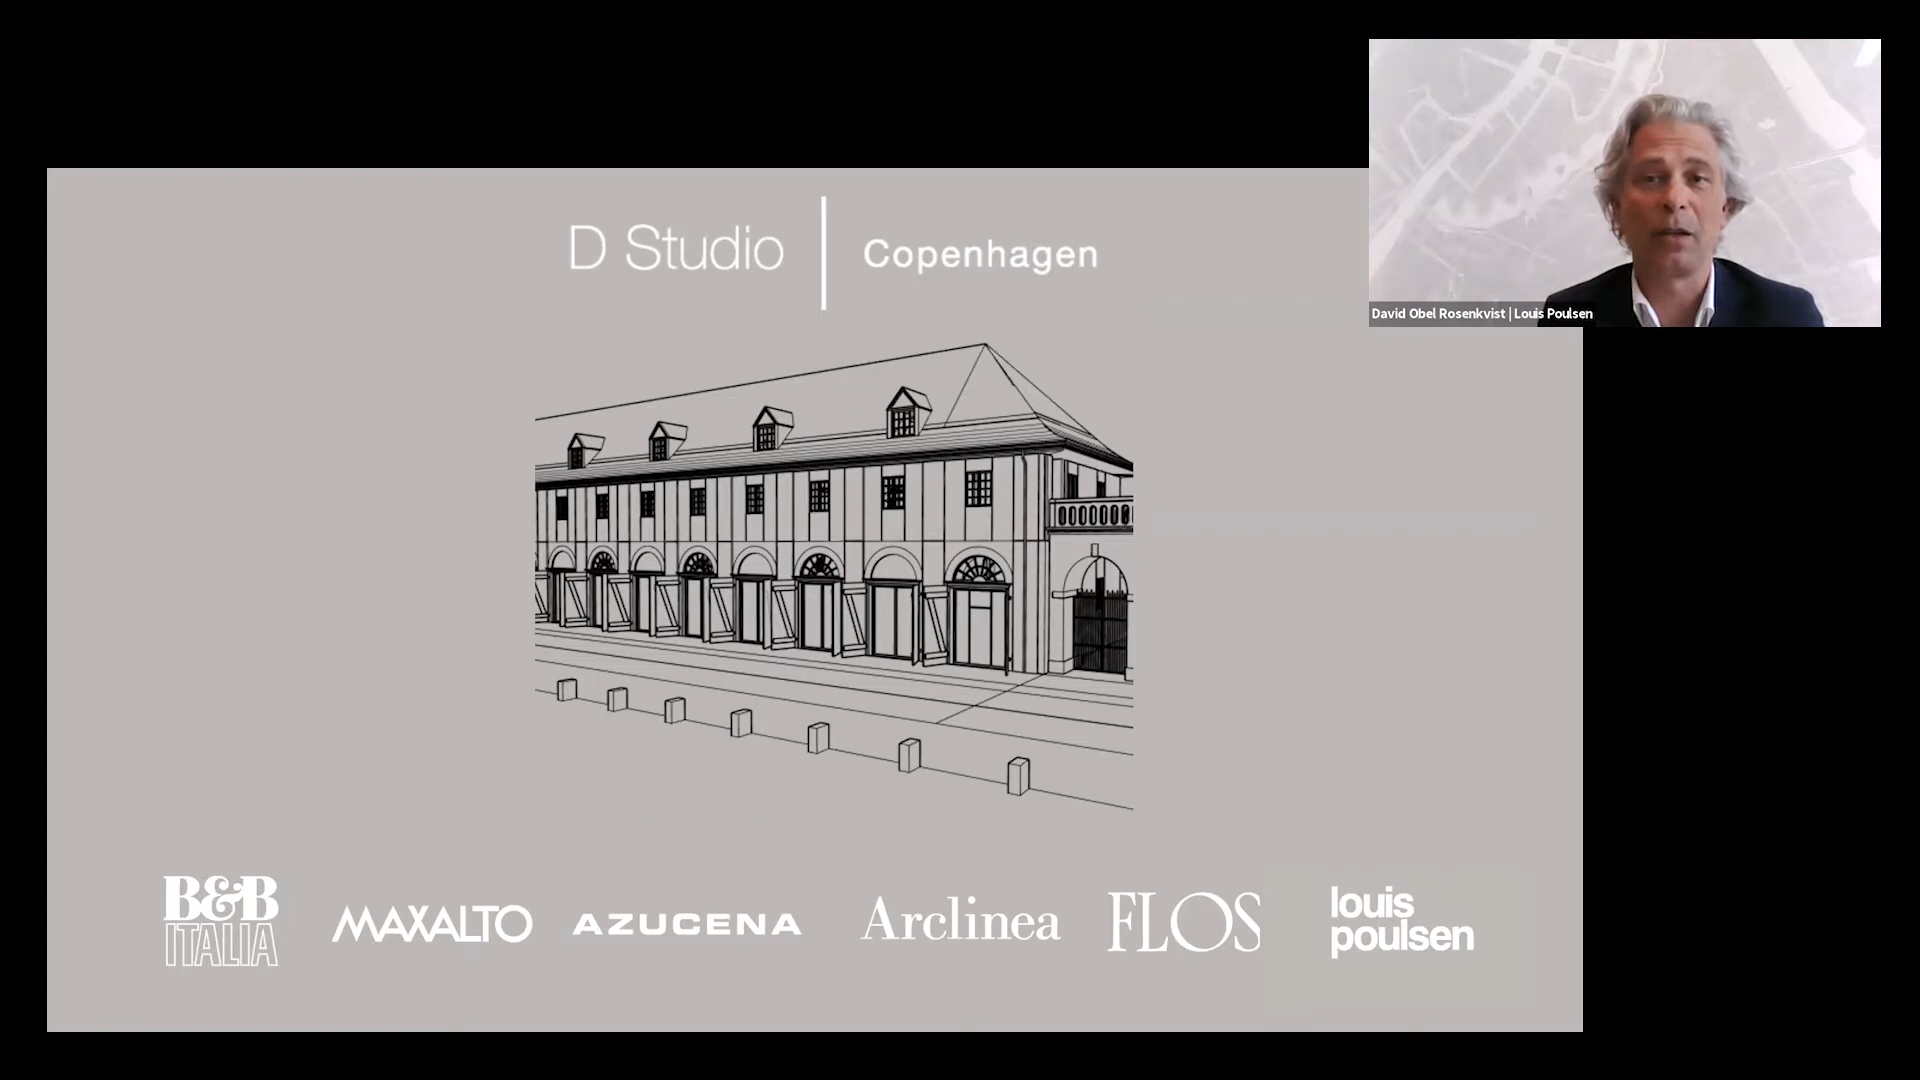 D Studio | Copenhagen
David Obel Rosenkvist | Louis Poulsen
B&B
ITALIA
MAXALTO
AZUCENA
Arclinea
FLOS
louis
poulsen